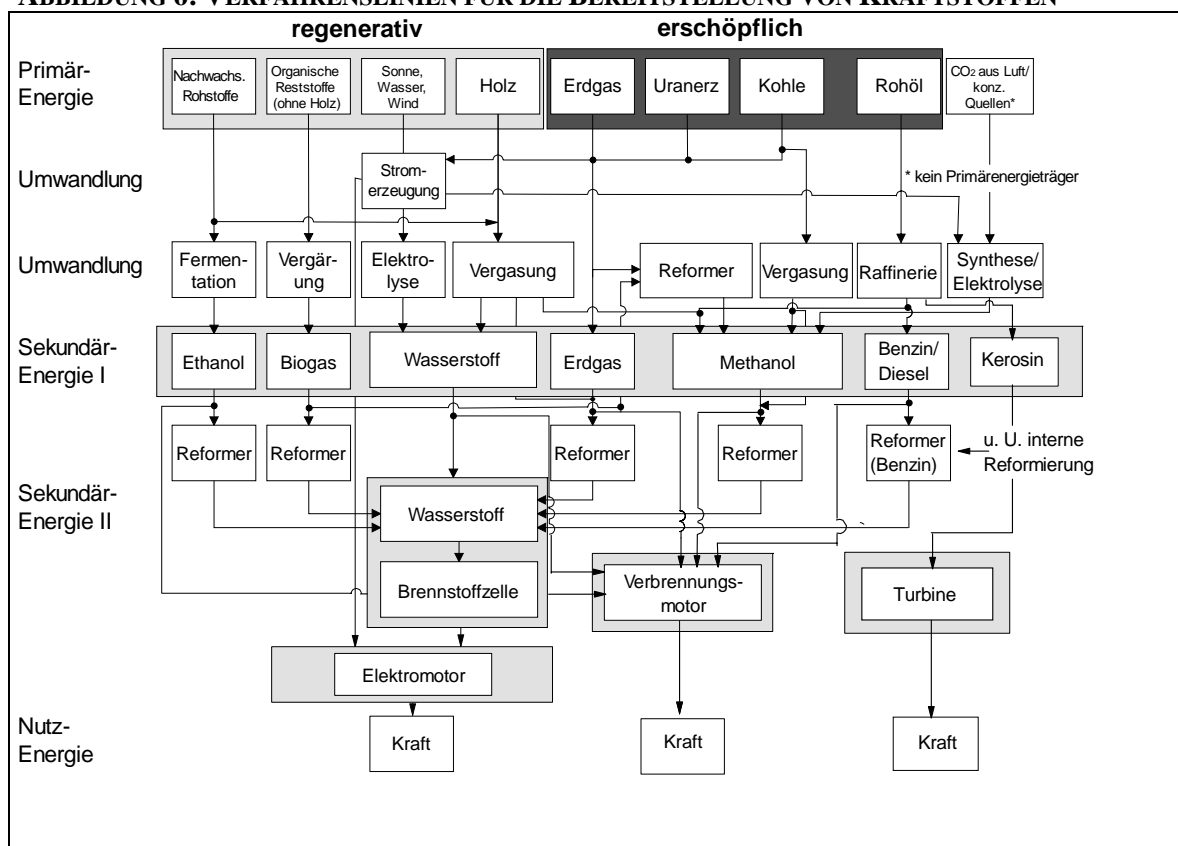 ABBILDUNG 6: VERFAHRENSLINIEN FÜR DIE BEREITSTELLUNG VON KRAFTSTOFFEN
regenerativ
erschöpflich
Primär-
Energie
Nachwachs.
Rohstoffe
Organische
Reststoffe
(ohne Holz)
Sonne,
Wasser,
Wind
Holz
Erdgas
Uranerz
Kohle
Rohöl
CO2 aus Luft/
konz.
Quellen*
Umwandlung
Strom-
erzeugung
* kein Primärenergieträger
Umwandlung
Fermen-
tation
Vergär-
ung
Elektro-
lyse
Vergasung
Reformer
Vergasung
Raffinerie
Synthese/
Elektrolyse
Sekundär-
Energie I
Ethanol
Biogas
Wasserstoff
Erdgas
Methanol
Benzin/
Diesel
Kerosin
Reformer
Reformer
Reformer
Reformer
Reformer
(Benzin)
u. U. interne
Reformierung
Sekundär-
Energie II
Wasserstoff
Brennstoffzelle
Verbrennungs-
motor
Turbine
Elektromotor
Nutz-
Energie
Kraft
Kraft
Kraft